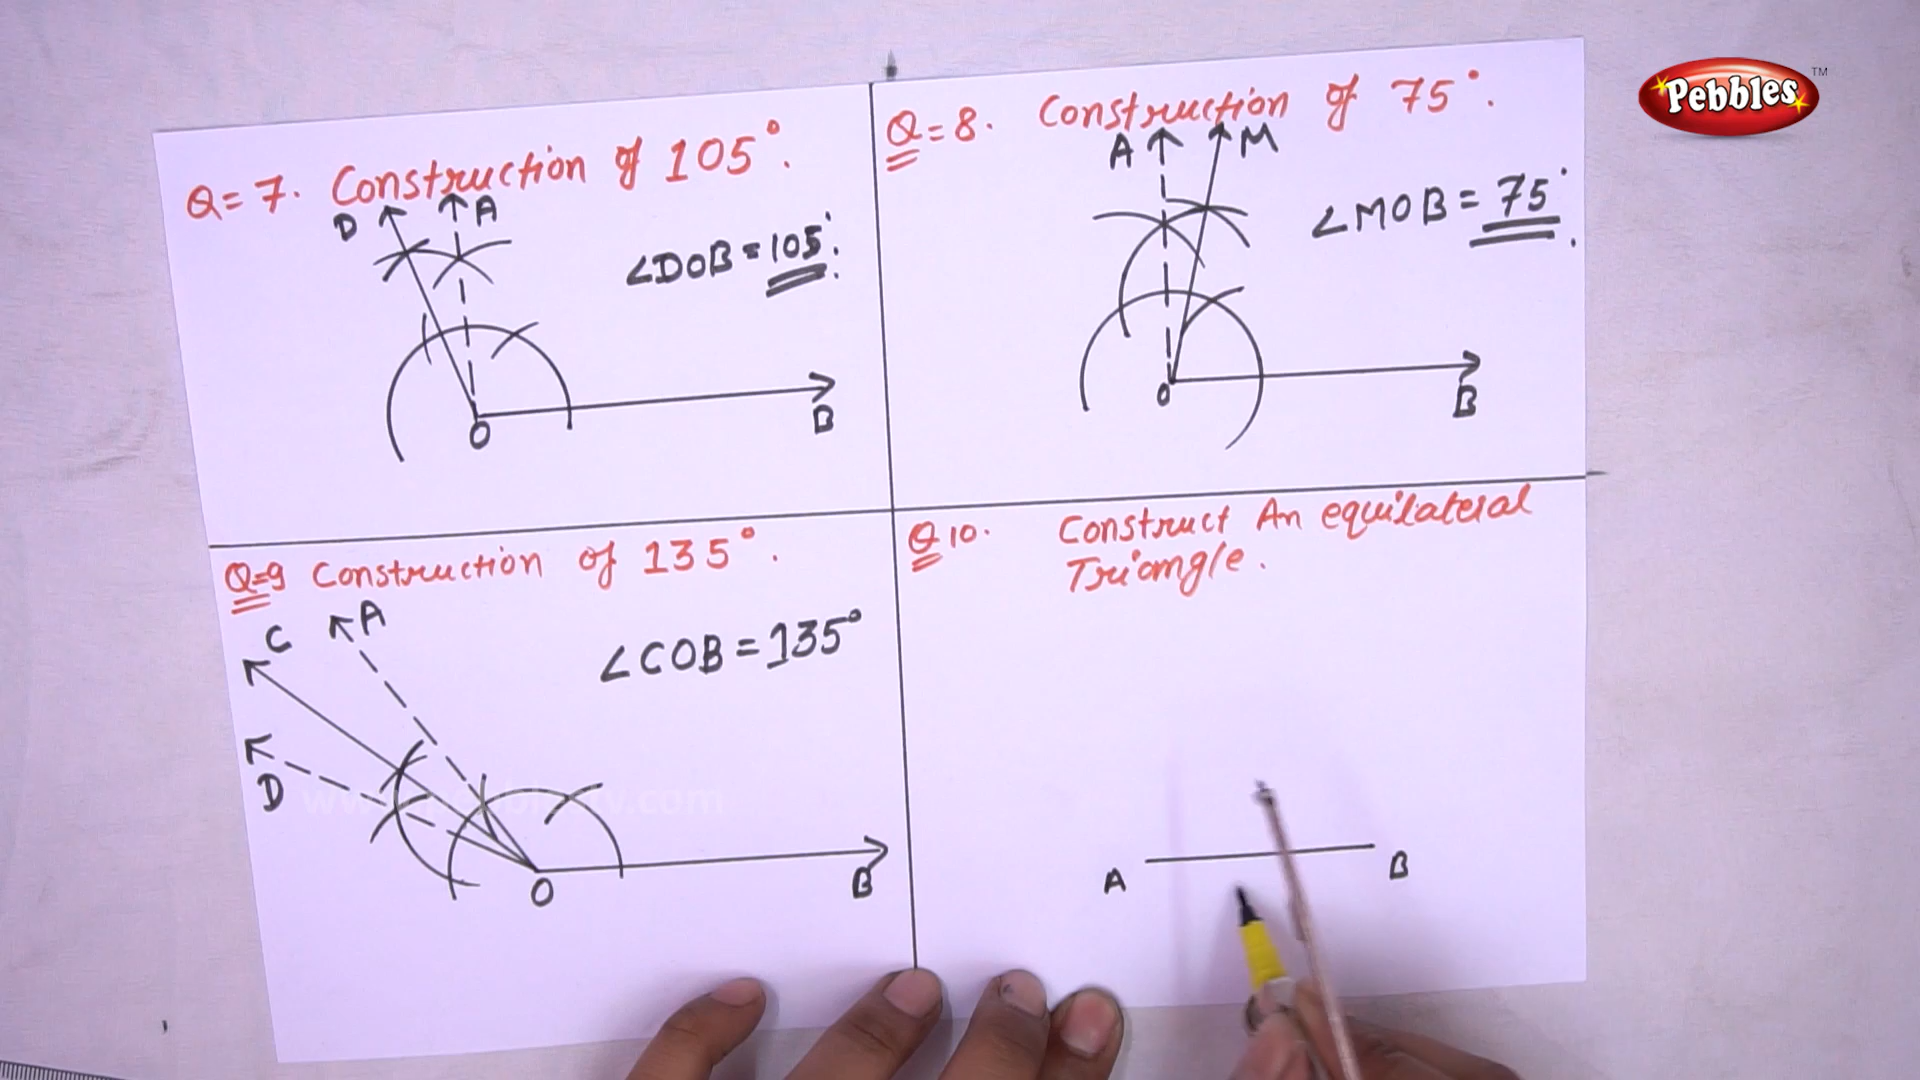 Pebbles™
Q=7. Construction of 105°.
D A
∠DOB = 105°.
O B
Q=8. Construction of 75°.
A M
∠MOB = 75°.
O B
Q=9 Construction of 135°.
C A
∠COB = 135°
D
O B
Q10. Construct An equilateral
Triangle.
A B